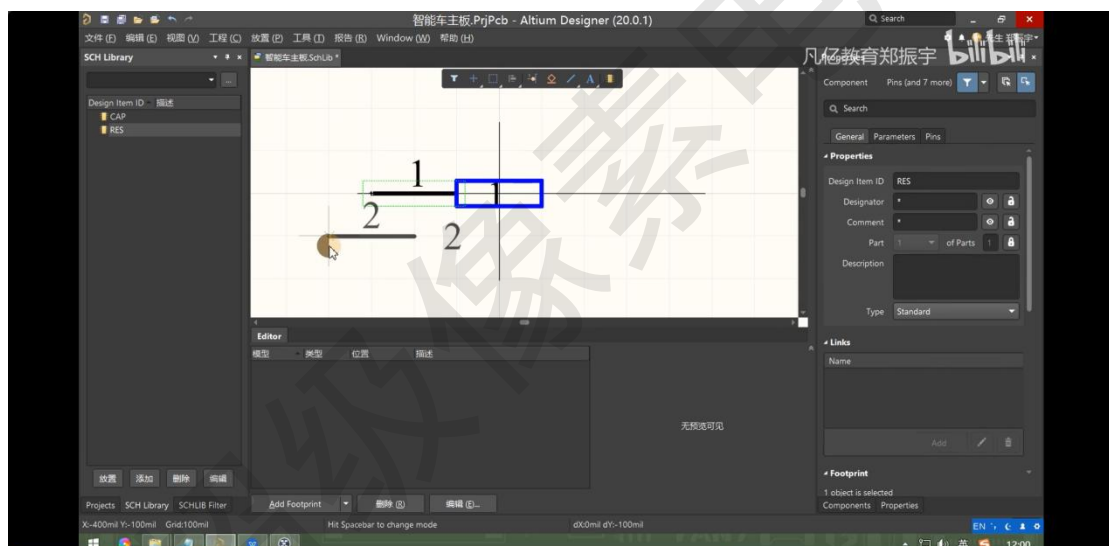 智能车主板.PrjPcb - Altium Designer (20.0.1)
Search
文件 (F) 编辑 (E) 视图 (V) 工程 (C) 放置 (P) 工具 (T) 报告 (R) Window (W) 帮助 (H)
SCH Library
智能车主板.SchLib *
凡亿教育郑振宇
bilibili
Component Pins (and 7 more)
...
Search
Design Item ID 描述
CAP
RES
General Parameters Pins
Properties
Design Item ID RES
Designator *
Comment *
Part 1 of Parts 1
Description
Type Standard
1
1
2
2
Links
Name
Add
Footprint
1 object is selected
Components Properties
Editor
模型 类型 位置 描述
无预览可见
放置 添加 删除 编辑
Projects SCH Library SCHLIB Filter
Add Footprint 删除 (R) 编辑 (E)...
X:-400mil Y:-100mil Grid:100mil Hit Spacebar to change mode dX:0mil dY:-100mil
EN
英 12:00
超级像素